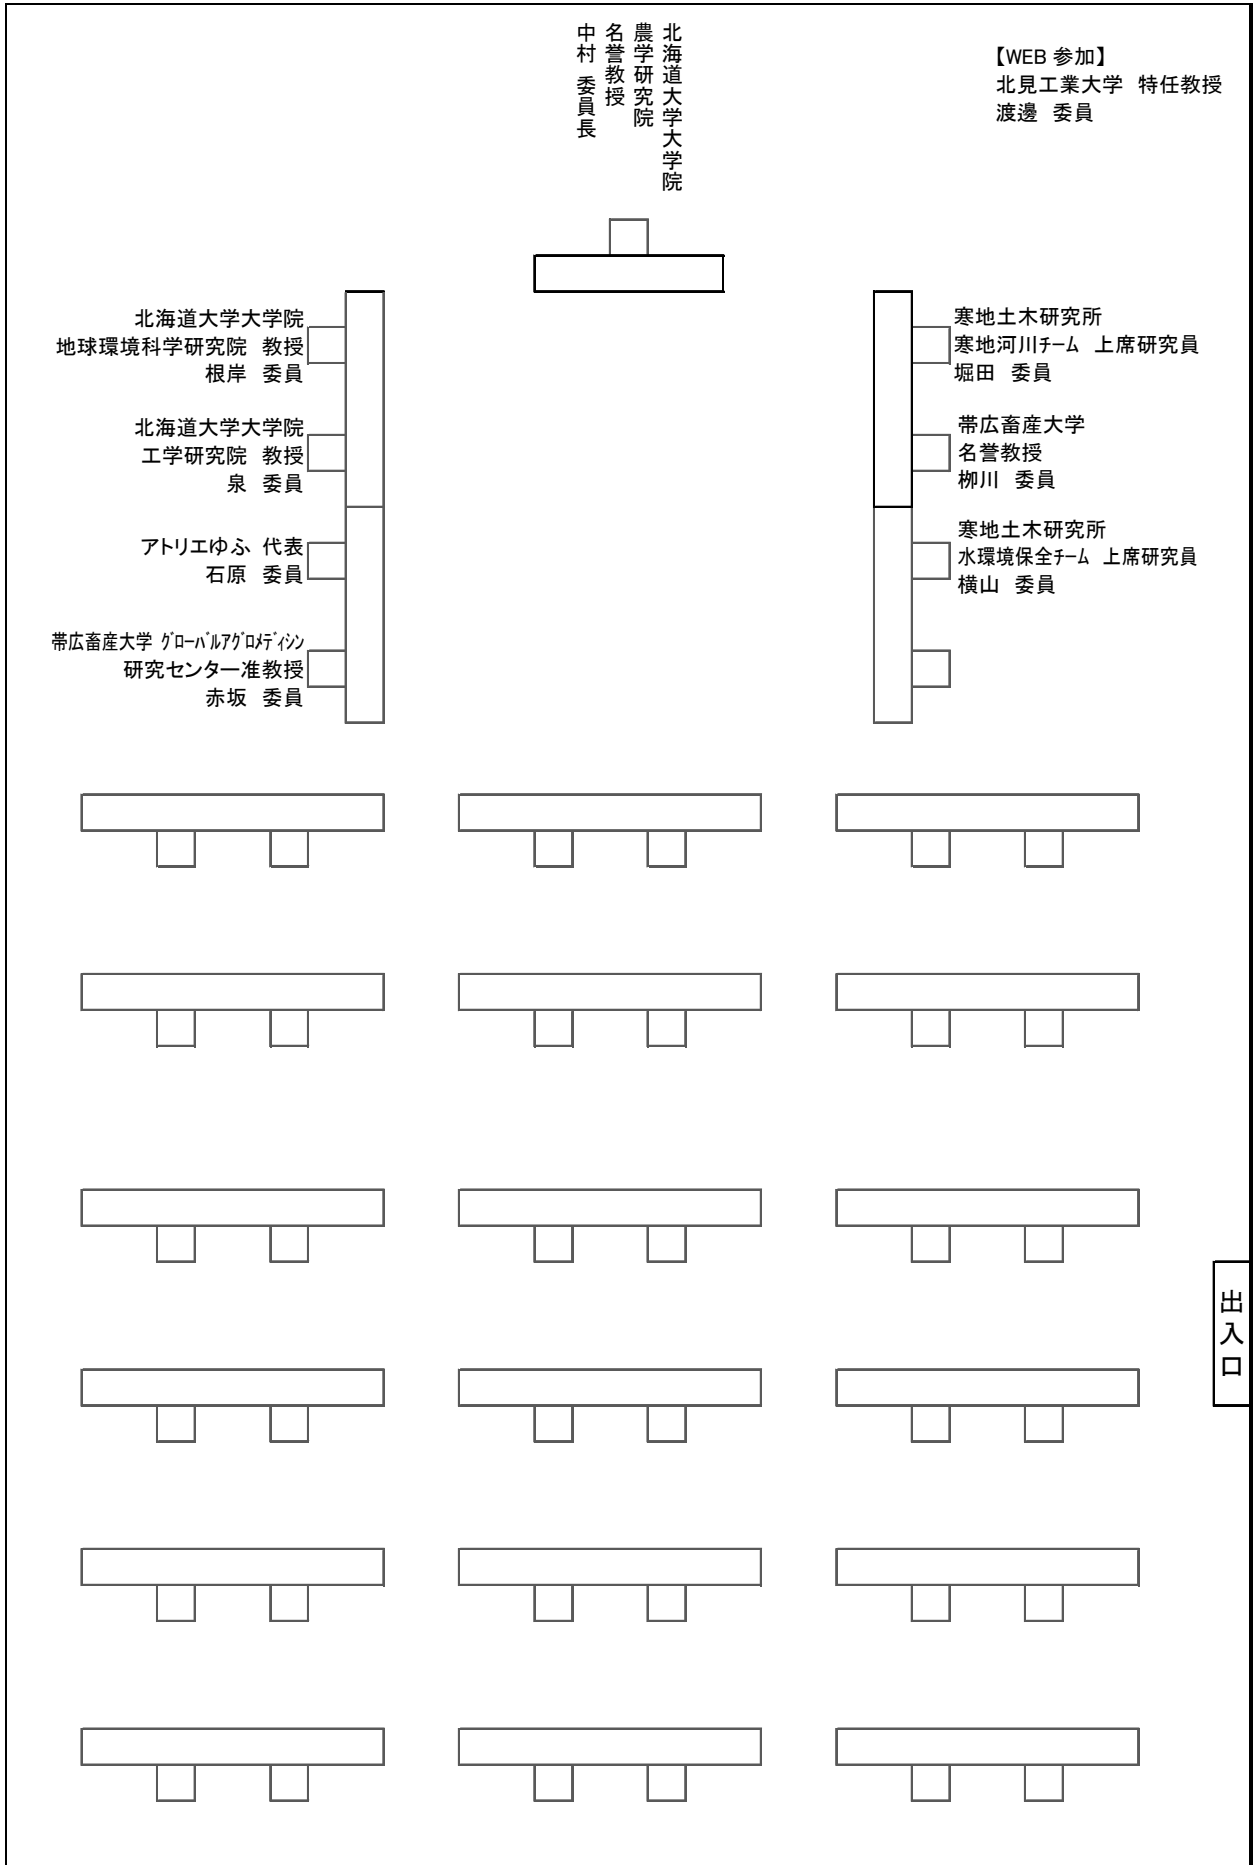 北海道大学大学院
農学研究院
名誉教授
中村 委員長
【WEB 参加】
北見工業大学 特任教授
渡邊 委員
北海道大学大学院
地球環境科学研究院 教授
根岸 委員
北海道大学大学院
工学研究院 教授
泉 委員
アトリエゆふ 代表
石原 委員
帯広畜産大学 グローバルアグロメディシン
研究センター准教授
赤坂 委員
寒地土木研究所
寒地河川チーム 上席研究員
堀田 委員
帯広畜産大学
名誉教授
栁川 委員
寒地土木研究所
水環境保全チーム 上席研究員
横山 委員
出入口